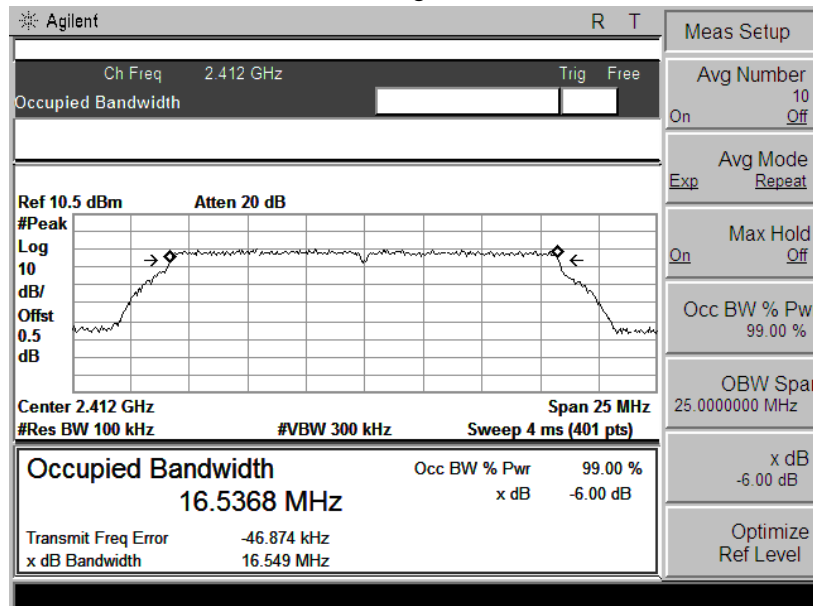 Agilent R T
Ch Freq 2.412 GHz Trig Free
Occupied Bandwidth
Ref 10.5 dBm Atten 20 dB
#Peak
Log
10
dB/
Offst
0.5
dB
Center 2.412 GHz Span 25 MHz
#Res BW 100 kHz #VBW 300 kHz Sweep 4 ms (401 pts)
Occupied Bandwidth
16.5368 MHz
Occ BW % Pwr 99.00 %
x dB -6.00 dB
Transmit Freq Error -46.874 kHz
x dB Bandwidth 16.549 MHz
Meas Setup
Avg Number
10
On Off
Avg Mode
Exp Repeat
Max Hold
On Off
Occ BW % Pw
99.00 %
OBW Spa
25.0000000 MHz
x dB
-6.00 dB
Optimize
Ref Level